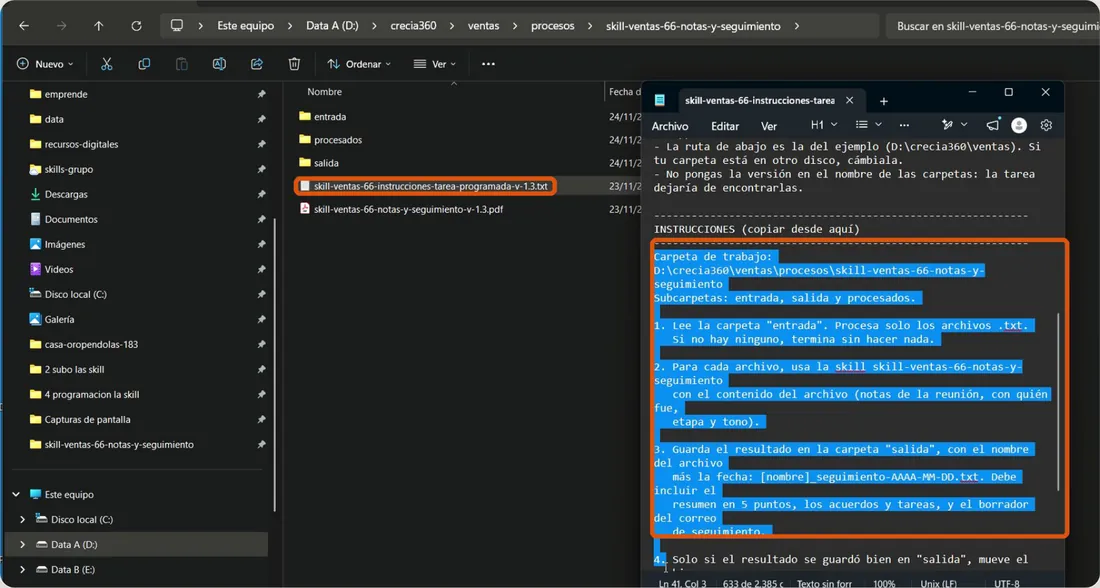 Este equipo > Data A (D:) > crecia360 > ventas > procesos > skill-ventas-66-notas-y-seguimiento >
Buscar en skill-ventas-66-notas-y-seguimi
Nuevo
Ordenar
Ver
emprende
data
recursos-digitales
skills-grupo
Descargas
Documentos
Imágenes
Vídeos
Disco local (C:)
Galería
casa-oropendolas-183
2 subo las skill
4 programacion la skill
Capturas de pantalla
skill-ventas-66-notas-y-seguimiento
Este equipo
Disco local (C:)
Data A (D:)
Data B (E:)
Nombre
Fecha d
entrada 24/11/2
procesados 24/11/2
salida 24/11/2
skill-ventas-66-instrucciones-tarea-programada-v-1.3.txt 23/11/2
skill-ventas-66-notas-y-seguimiento-v-1.3.pdf 23/11/2
skill-ventas-66-instrucciones-tarea
Archivo Editar Ver H1
- La ruta de abajo es la del ejemplo (D:\crecia360\ventas). Si
tu carpeta está en otro disco, cámbiala.
- No pongas la versión en el nombre de las carpetas: la tarea
dejaría de encontrarlas.
------------------------------------------------------------
INSTRUCCIONES (copiar desde aquí)
------------------------------------------------------------
Carpeta de trabajo:
D:\crecia360\ventas\procesos\skill-ventas-66-notas-y-
seguimiento
Subcarpetas: entrada, salida y procesados.
1. Lee la carpeta "entrada". Procesa solo los archivos .txt.
Si no hay ninguno, termina sin hacer nada.
2. Para cada archivo, usa la skill skill-ventas-66-notas-y-
seguimiento
con el contenido del archivo (notas de la reunión, con quién
fue,
etapa y tono).
3. Guarda el resultado en la carpeta "salida", con el nombre
del archivo
más la fecha: [nombre]_seguimiento-AAAA-MM-DD.txt. Debe
incluir el
resumen en 5 puntos, los acuerdos y tareas, y el borrador
del correo
de seguimiento.
4. Solo si el resultado se guardó bien en "salida", mueve el
Ln 41, Col 3 633 de 2.385 c Texto sin forr 100% Unix (LF) UTF-8